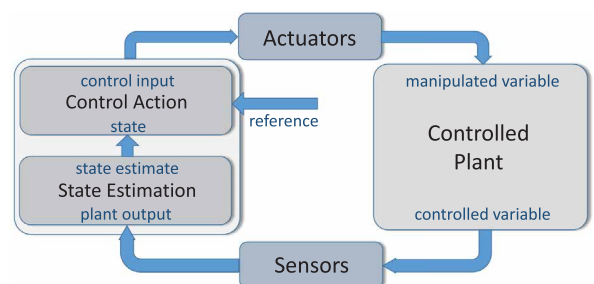 Actuators
control input
Control Action
state
reference
state estimate
State Estimation
plant output
manipulated variable
Controlled
Plant
controlled variable
Sensors